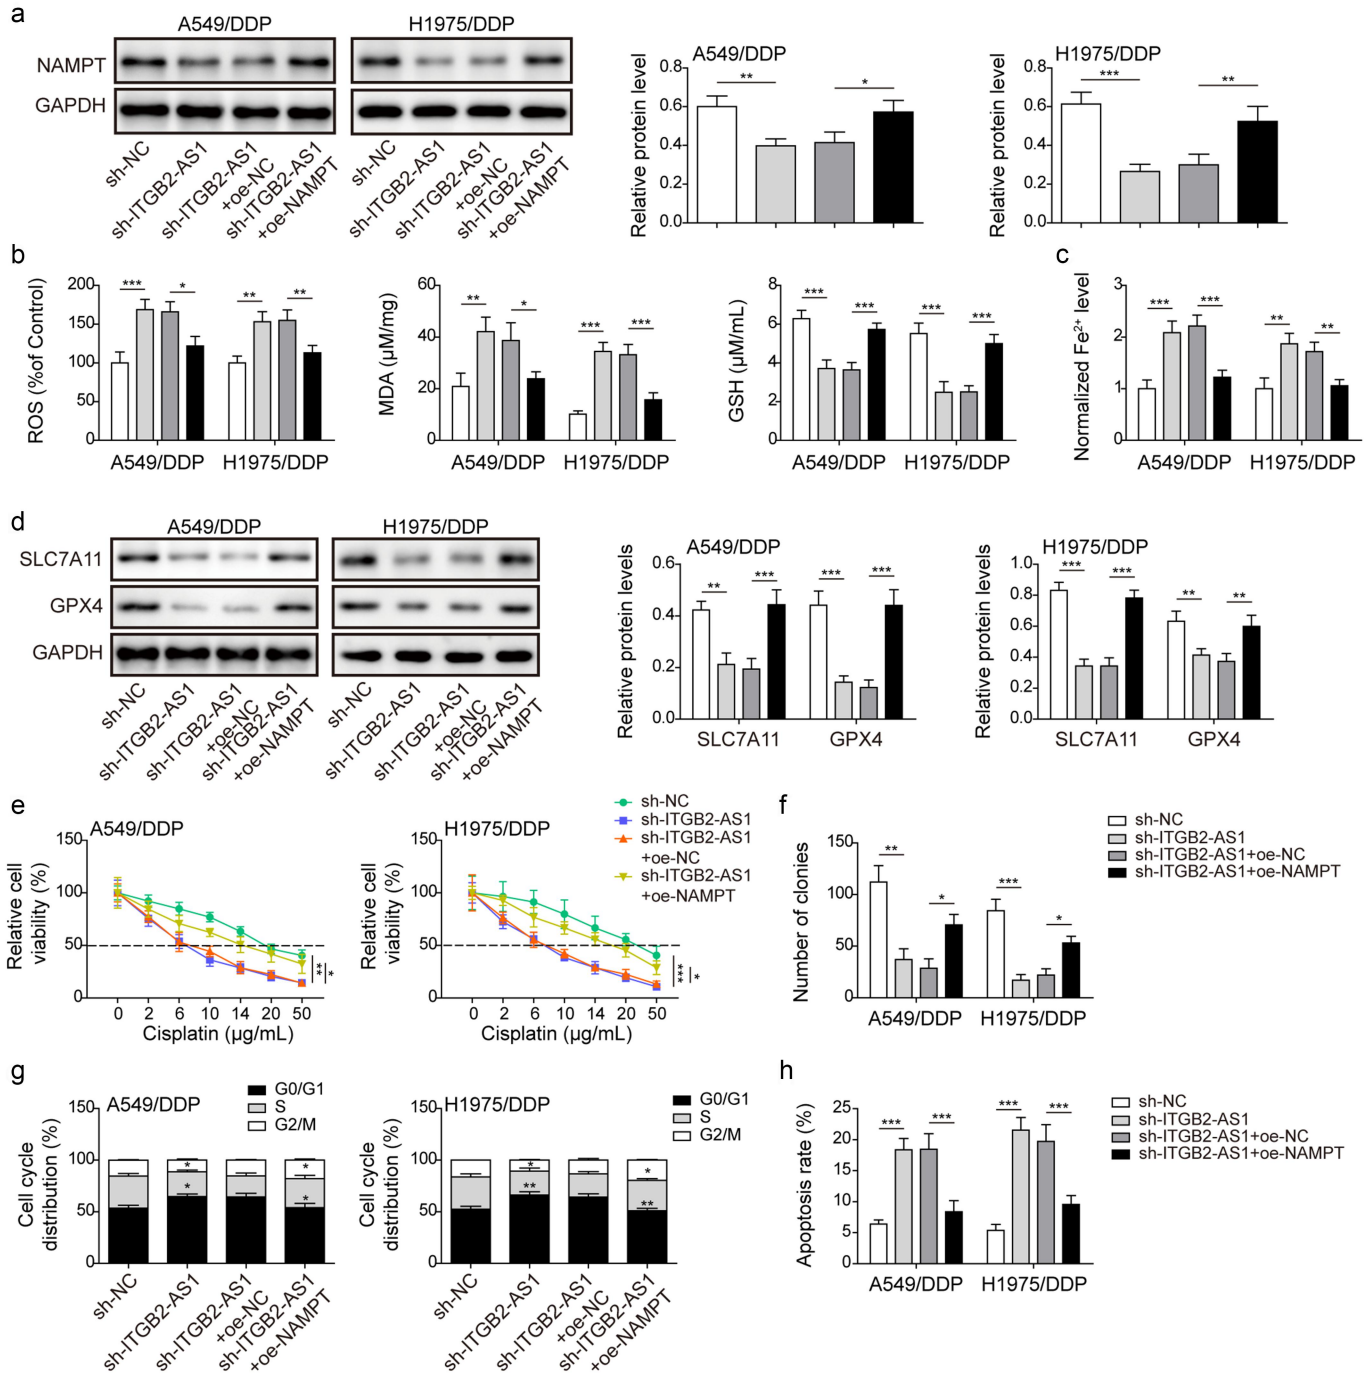 a
A549/DDP
H1975/DDP
NAMPT
GAPDH
sh-NC
sh-ITGB2-AS1
sh-ITGB2-AS1
+oe-NC
sh-ITGB2-AS1
+oe-NAMPT
sh-NC
sh-ITGB2-AS1
sh-ITGB2-AS1
+oe-NC
sh-ITGB2-AS1
+oe-NAMPT
A549/DDP
Relative protein level
0.8
0.6
0.4
0.2
0.0
**
*
H1975/DDP
Relative protein level
0.8
0.6
0.4
0.2
0.0
***
**
b
ROS (%of Control)
200
150
100
50
0
***
*
**
**
A549/DDP
H1975/DDP
MDA (μM/mg)
60
40
20
0
**
*
***
***
A549/DDP
H1975/DDP
GSH (μM/mL)
8
6
4
2
0
***
***
***
***
A549/DDP
H1975/DDP
c
Normalized Fe²⁺ level
3
2
1
0
***
***
**
**
A549/DDP
H1975/DDP
d
A549/DDP
H1975/DDP
SLC7A11
GPX4
GAPDH
sh-NC
sh-ITGB2-AS1
sh-ITGB2-AS1
+oe-NC
sh-ITGB2-AS1
+oe-NAMPT
sh-NC
sh-ITGB2-AS1
sh-ITGB2-AS1
+oe-NC
sh-ITGB2-AS1
+oe-NAMPT
A549/DDP
Relative protein levels
0.6
0.4
0.2
0.0
**
***
***
***
SLC7A11
GPX4
H1975/DDP
Relative protein levels
1.0
0.8
0.6
0.4
0.2
0.0
***
***
**
**
SLC7A11
GPX4
e
A549/DDP
Relative cell
viability (%)
150
100
50
0
0 2 6 10 14 20 50
Cisplatin (μg/mL)
**
*
H1975/DDP
Relative cell
viability (%)
150
100
50
0
0 2 6 10 14 20 50
Cisplatin (μg/mL)
***
*
sh-NC
sh-ITGB2-AS1
sh-ITGB2-AS1
+oe-NC
sh-ITGB2-AS1
+oe-NAMPT
f
sh-NC
sh-ITGB2-AS1
sh-ITGB2-AS1+oe-NC
sh-ITGB2-AS1+oe-NAMPT
Number of clonies
150
100
50
0
**
*
***
*
A549/DDP
H1975/DDP
g
G0/G1
S
G2/M
A549/DDP
Cell cycle
distribution (%)
150
100
50
0
*
*
*
*
sh-NC
sh-ITGB2-AS1
sh-ITGB2-AS1
+oe-NC
sh-ITGB2-AS1
+oe-NAMPT
G0/G1
S
G2/M
H1975/DDP
Cell cycle
distribution (%)
150
100
50
0
*
**
*
**
sh-NC
sh-ITGB2-AS1
sh-ITGB2-AS1
+oe-NC
sh-ITGB2-AS1
+oe-NAMPT
h
sh-NC
sh-ITGB2-AS1
sh-ITGB2-AS1+oe-NC
sh-ITGB2-AS1+oe-NAMPT
Apoptosis rate (%)
25
20
15
10
5
0
***
***
***
***
A549/DDP
H1975/DDP